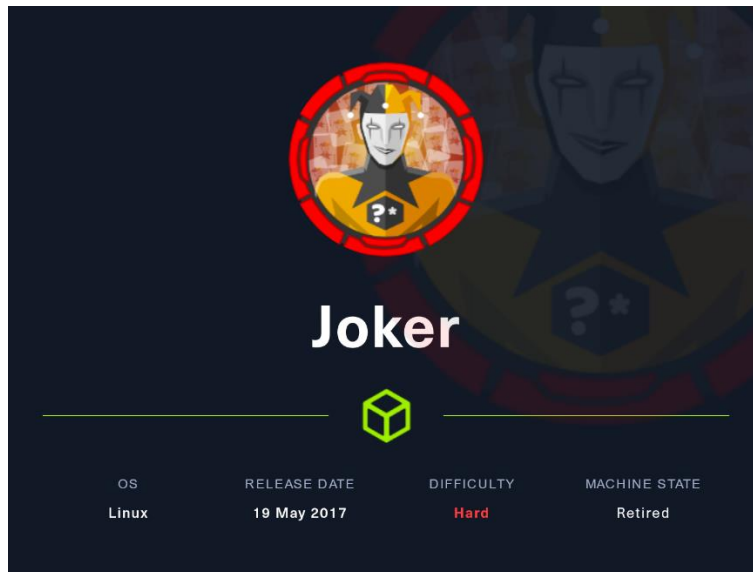 ?*
Joker
?*
OS RELEASE DATE DIFFICULTY MACHINE STATE
Linux 19 May 2017 Hard Retired